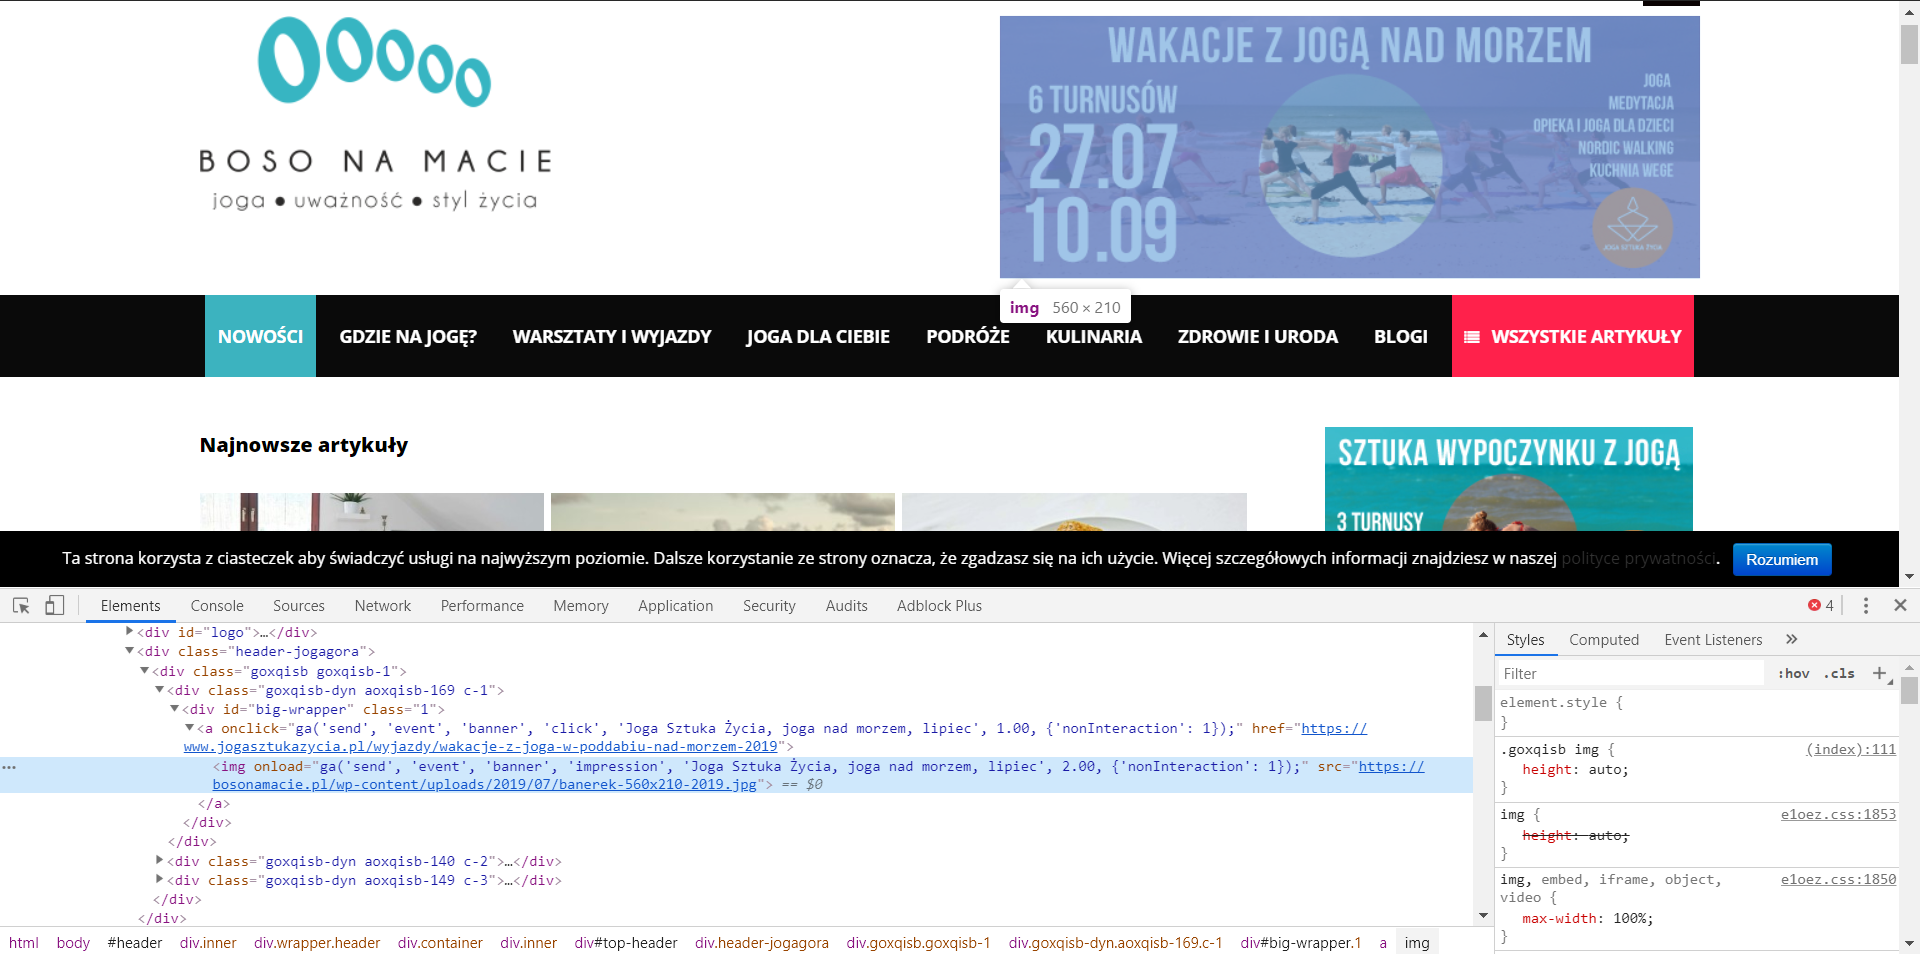 BOSO NA MACIE
joga ● uważność ● styl życia
WAKACJE Z JOGĄ NAD MORZEM
6 TURNUSÓW
27.07
10.09
JOGA
MEDYTACJA
OPIEKA I JOGA DLA DZIECI
NORDIC WALKING
KUCHNIA WEGE
JOGA SZTUKA ŻYCIA
img 560 × 210
NOWOŚCI GDZIE NA JOGĘ? WARSZTATY I WYJAZDY JOGA DLA CIEBIE PODRÓŻE KULINARIA ZDROWIE I URODA BLOGI WSZYSTKIE ARTYKUŁY
Najnowsze artykuły
SZTUKA WYPOCZYNKU Z JOGĄ
3 TURNUSY
Ta strona korzysta z ciasteczek aby świadczyć usługi na najwyższym poziomie. Dalsze korzystanie ze strony oznacza, że zgadzasz się na ich użycie. Więcej szczegółowych informacji znajdziesz w naszej polityce prywatności. Rozumiem
Elements Console Sources Network Performance Memory Application Security Audits Adblock Plus 4
<div id="logo">…</div>
<div class="header-jogagora">
<div class="goxqisb goxqisb-1">
<div class="goxqisb-dyn aoxqisb-169 c-1">
<div id="big-wrapper" class="1">
<a onclick="ga('send', 'event', 'banner', 'click', 'Joga Sztuka Życia, joga nad morzem, lipiec', 1.00, {'nonInteraction': 1});" href="https://
www.jogasztukazycia.pl/wyjazdy/wakacje-z-joga-w-poddabiu-nad-morzem-2019">
… <img onload="ga('send', 'event', 'banner', 'impression', 'Joga Sztuka Życia, joga nad morzem, lipiec', 2.00, {'nonInteraction': 1});" src="https://
bosonamacie.pl/wp-content/uploads/2019/07/banerek-560x210-2019.jpg"> == $0
</a>
</div>
</div>
<div class="goxqisb-dyn aoxqisb-140 c-2">…</div>
<div class="goxqisb-dyn aoxqisb-149 c-3">…</div>
</div>
</div>
Styles Computed Event Listeners »
Filter :hov .cls +
element.style {
}
.goxqisb img { (index):111
height: auto;
}
img { e1oez.css:1853
height: auto;
}
img, embed, iframe, object, e1oez.css:1850
video {
max-width: 100%;
}
html body #header div.inner div.wrapper.header div.container div.inner div#top-header div.header-jogagora div.goxqisb.goxqisb-1 div.goxqisb-dyn.aoxqisb-169.c-1 div#big-wrapper.1 a img